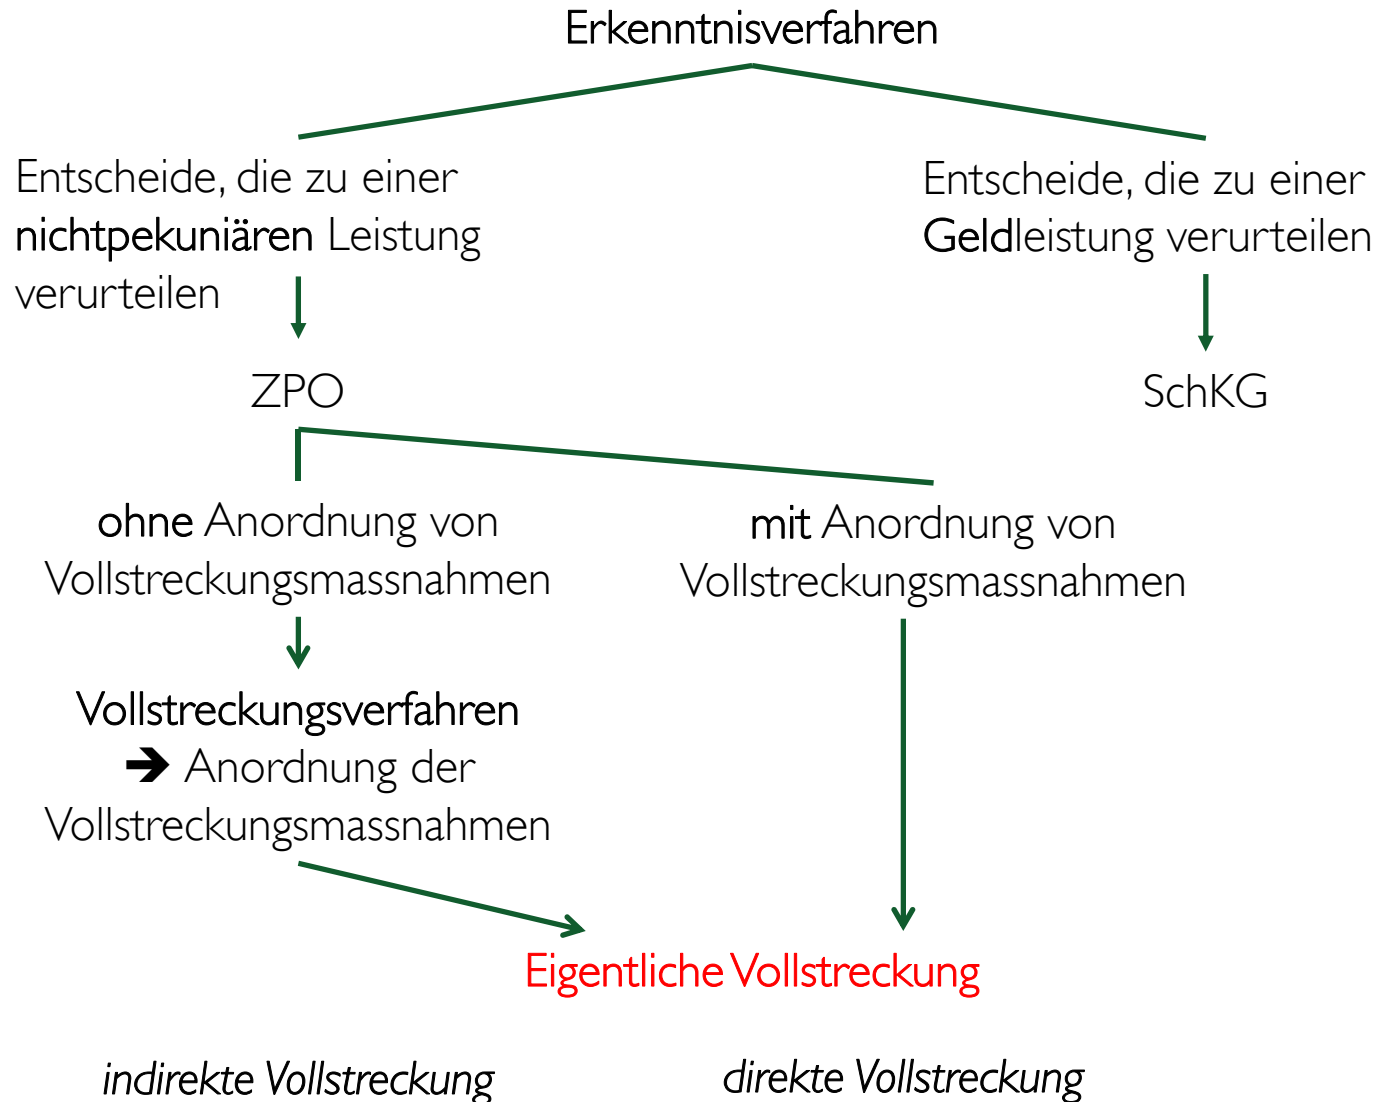 Erkenntnisverfahren
Entscheide, die zu einer
nichtpekuniären Leistung
verurteilen
Entscheide, die zu einer
Geldleistung verurteilen
ZPO
SchKG
ohne Anordnung von
Vollstreckungsmassnahmen
mit Anordnung von
Vollstreckungsmassnahmen
Vollstreckungsverfahren
➔ Anordnung der
Vollstreckungsmassnahmen
Eigentliche Vollstreckung
indirekte Vollstreckung
direkte Vollstreckung